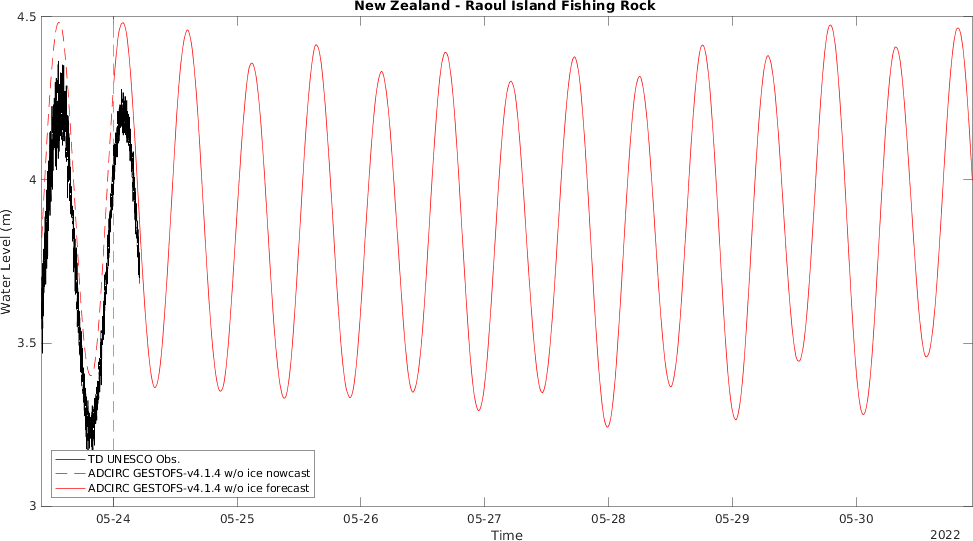 New Zealand - Raoul Island Fishing Rock
4.5
4
3.5
3
Water Level (m)
TD UNESCO Obs.
ADCIRC GESTOFS-v4.1.4 w/o ice nowcast
ADCIRC GESTOFS-v4.1.4 w/o ice forecast
05-24 05-25 05-26 05-27 05-28 05-29 05-30
Time
2022